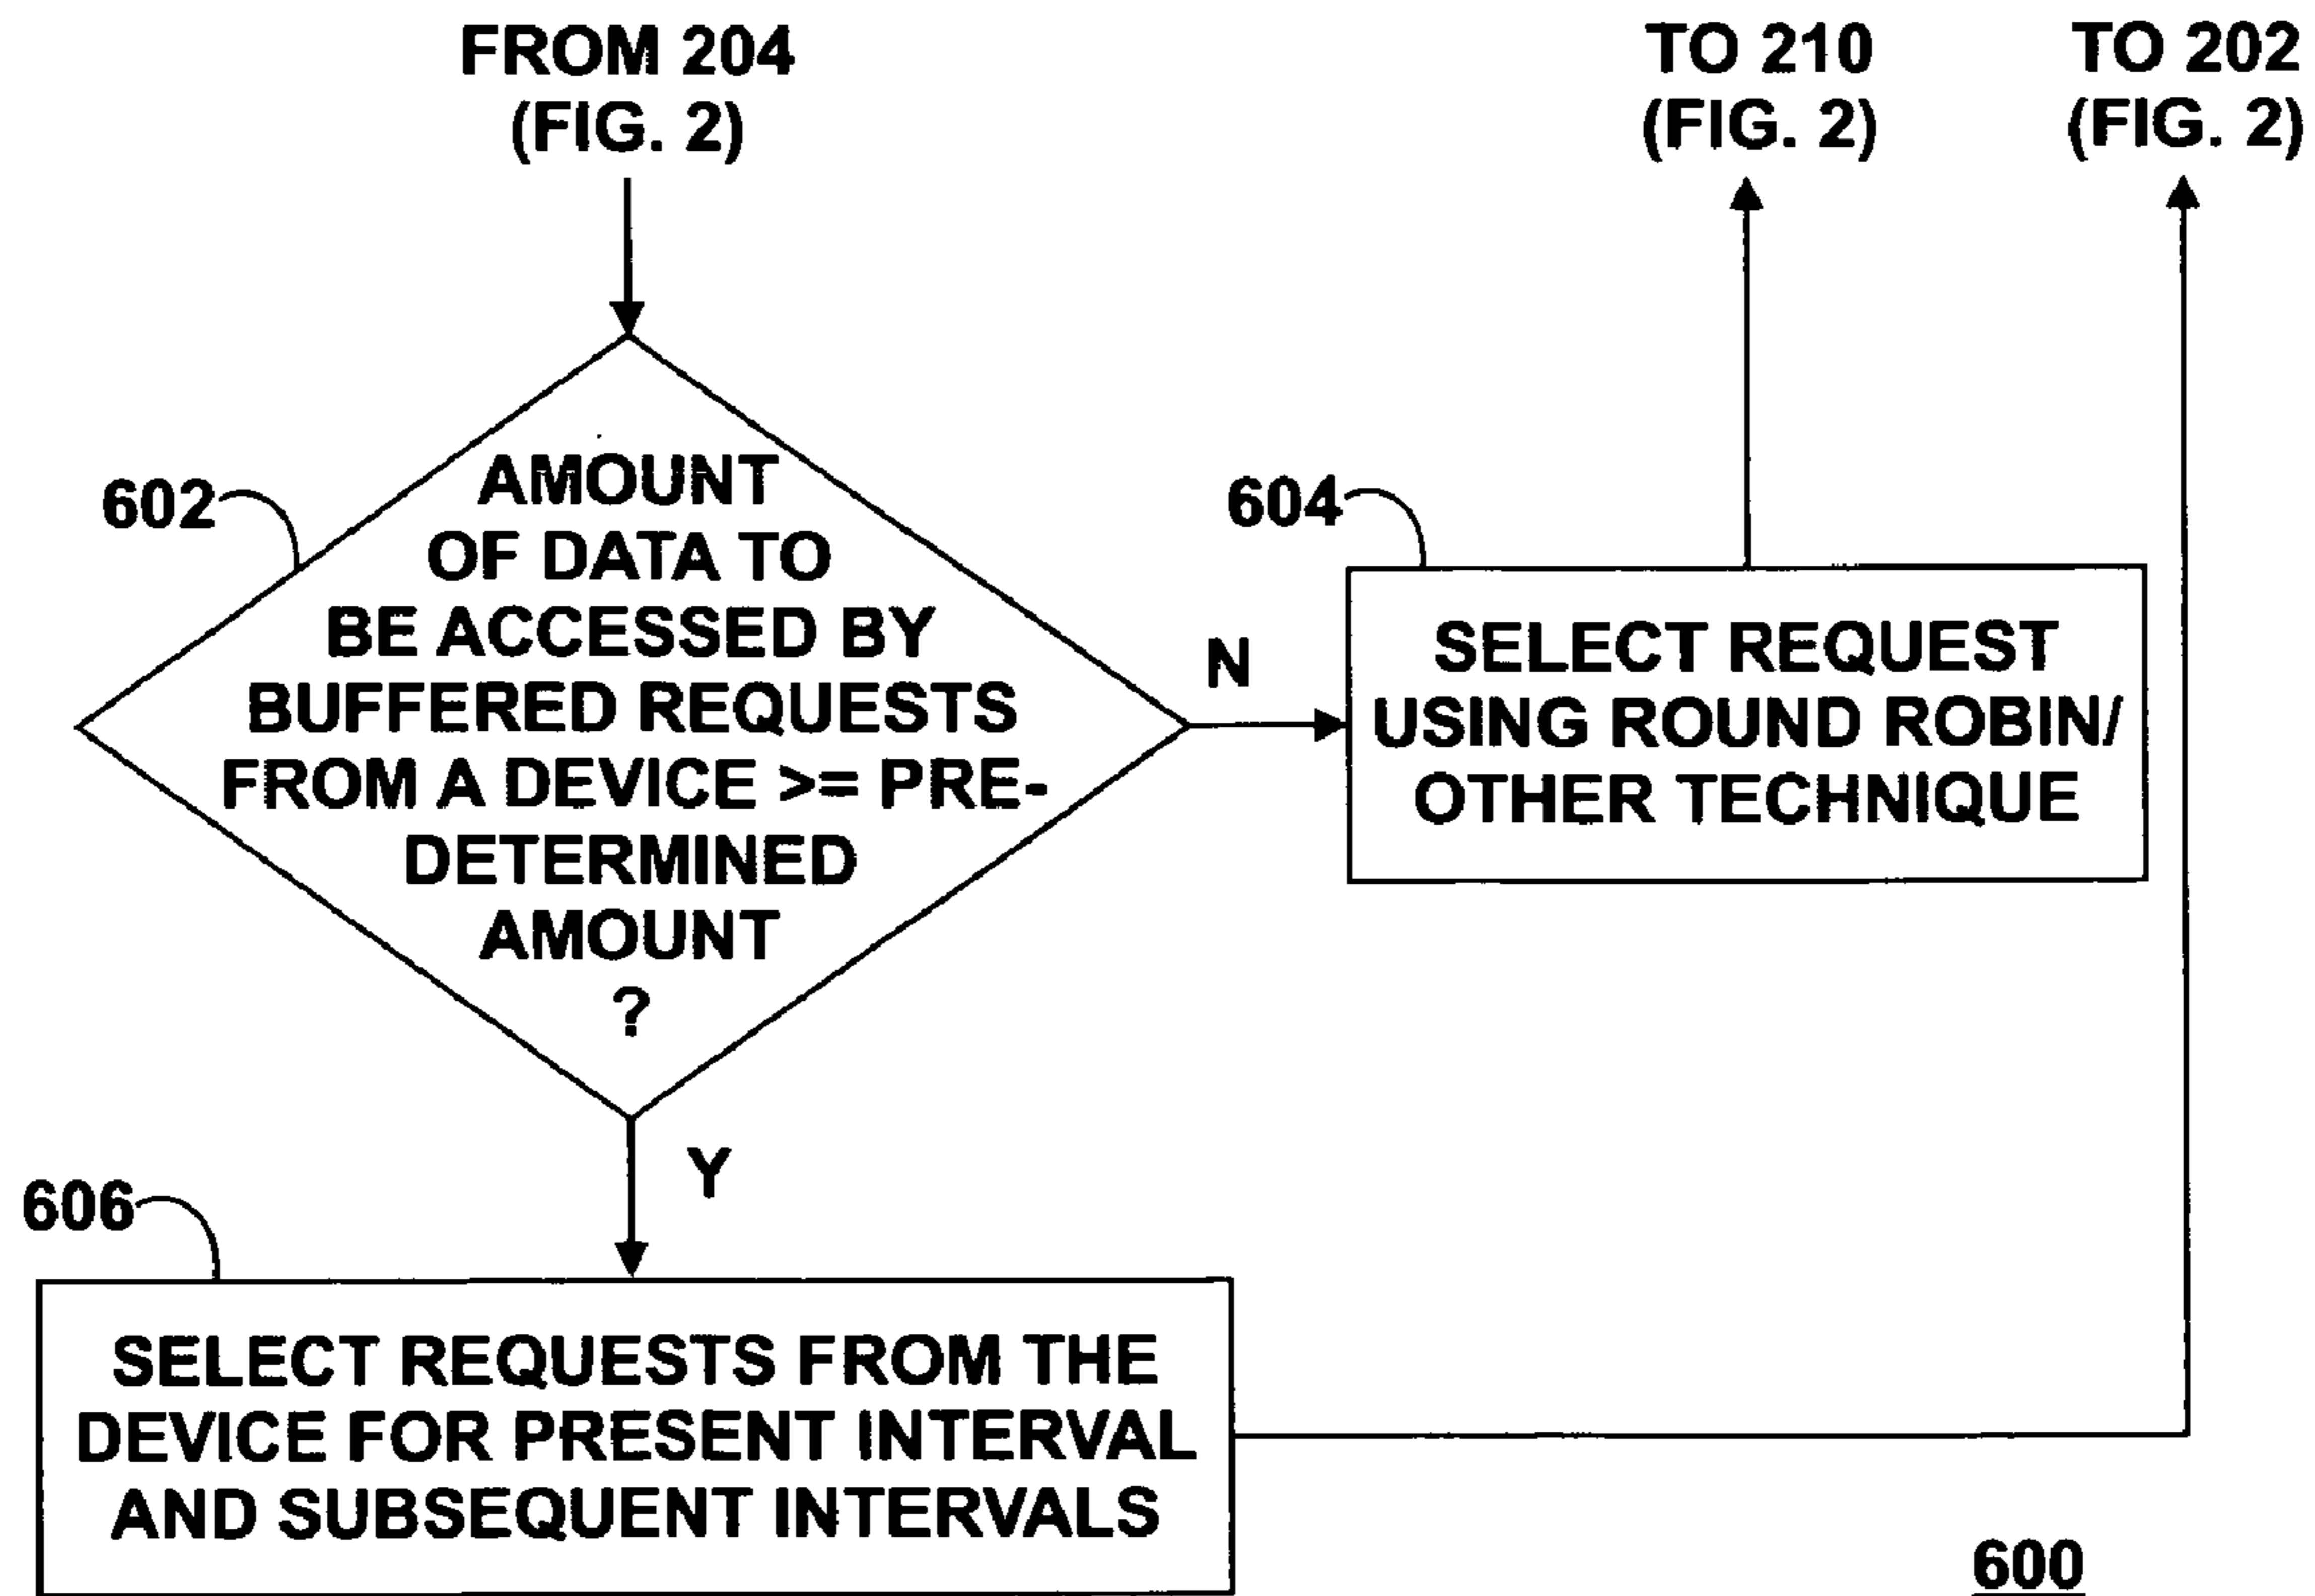 FROM 204
(FIG. 2)
TO 210
(FIG. 2)
TO 202
(FIG. 2)
602
AMOUNT
OF DATA TO
BE ACCESSED BY
BUFFERED REQUESTS
FROM A DEVICE >= PRE-
DETERMINED
AMOUNT
?
N
604
SELECT REQUEST
USING ROUND ROBIN/
OTHER TECHNIQUE
Y
606
SELECT REQUESTS FROM THE
DEVICE FOR PRESENT INTERVAL
AND SUBSEQUENT INTERVALS
600